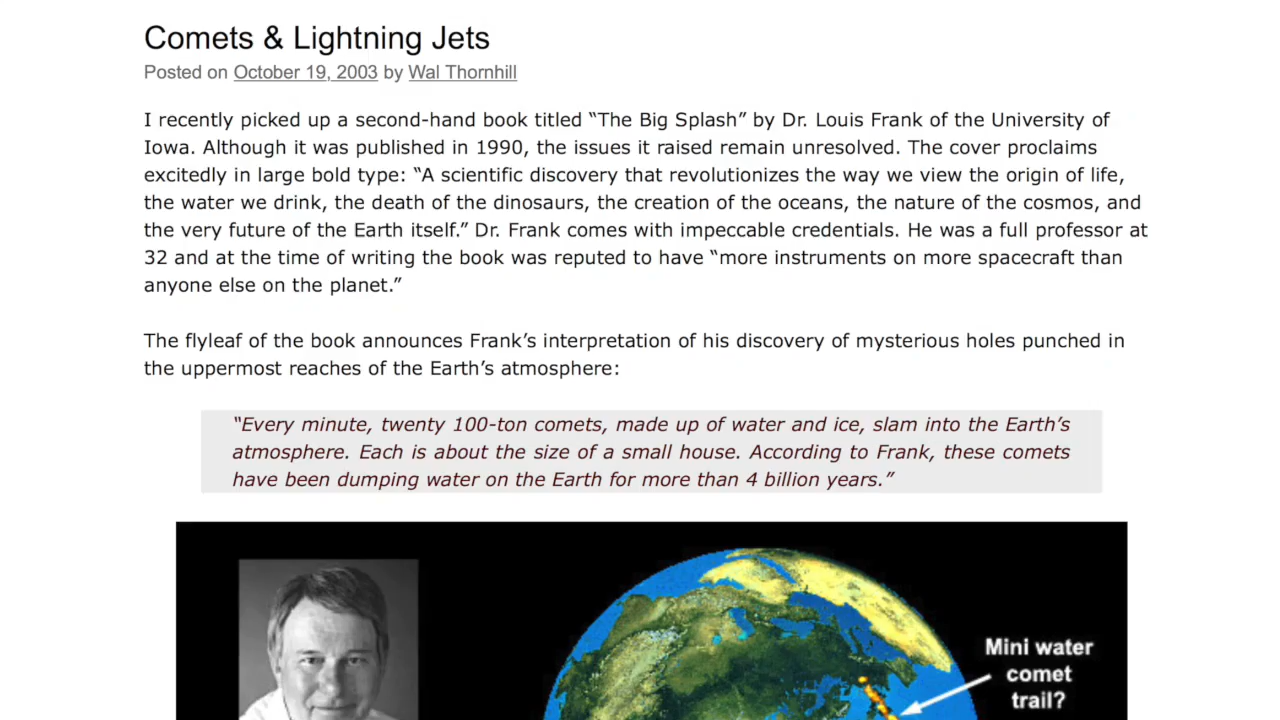 Comets & Lightning Jets
Posted on October 19, 2003 by Wal Thornhill
I recently picked up a second-hand book titled “The Big Splash” by Dr. Louis Frank of the University of
Iowa. Although it was published in 1990, the issues it raised remain unresolved. The cover proclaims
excitedly in large bold type: “A scientific discovery that revolutionizes the way we view the origin of life,
the water we drink, the death of the dinosaurs, the creation of the oceans, the nature of the cosmos, and
the very future of the Earth itself.” Dr. Frank comes with impeccable credentials. He was a full professor at
32 and at the time of writing the book was reputed to have “more instruments on more spacecraft than
anyone else on the planet.”
The flyleaf of the book announces Frank’s interpretation of his discovery of mysterious holes punched in
the uppermost reaches of the Earth’s atmosphere:
“Every minute, twenty 100-ton comets, made up of water and ice, slam into the Earth’s
atmosphere. Each is about the size of a small house. According to Frank, these comets
have been dumping water on the Earth for more than 4 billion years.”
Mini water
comet
trail?